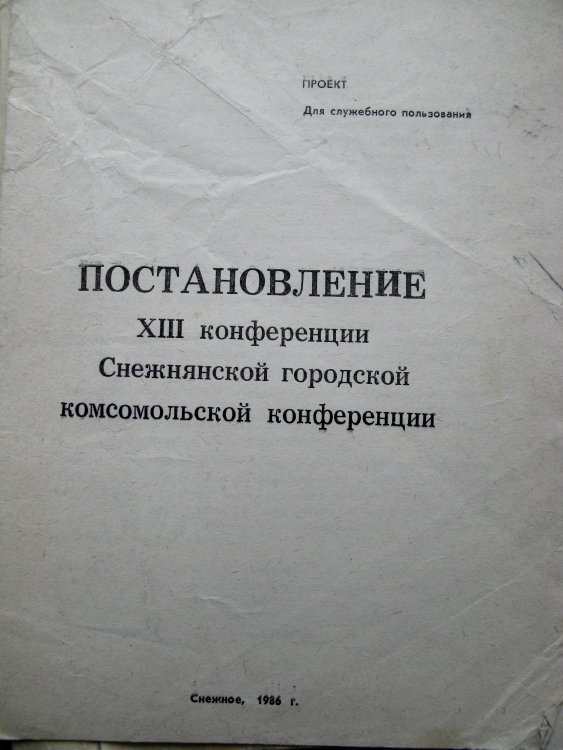 ПРОЕКТ
Для служебного пользования
ПОСТАНОВЛЕНИЕ
XIII конференции
Снежнянской городской
комсомольской конференции
Снежное, 1986 г.